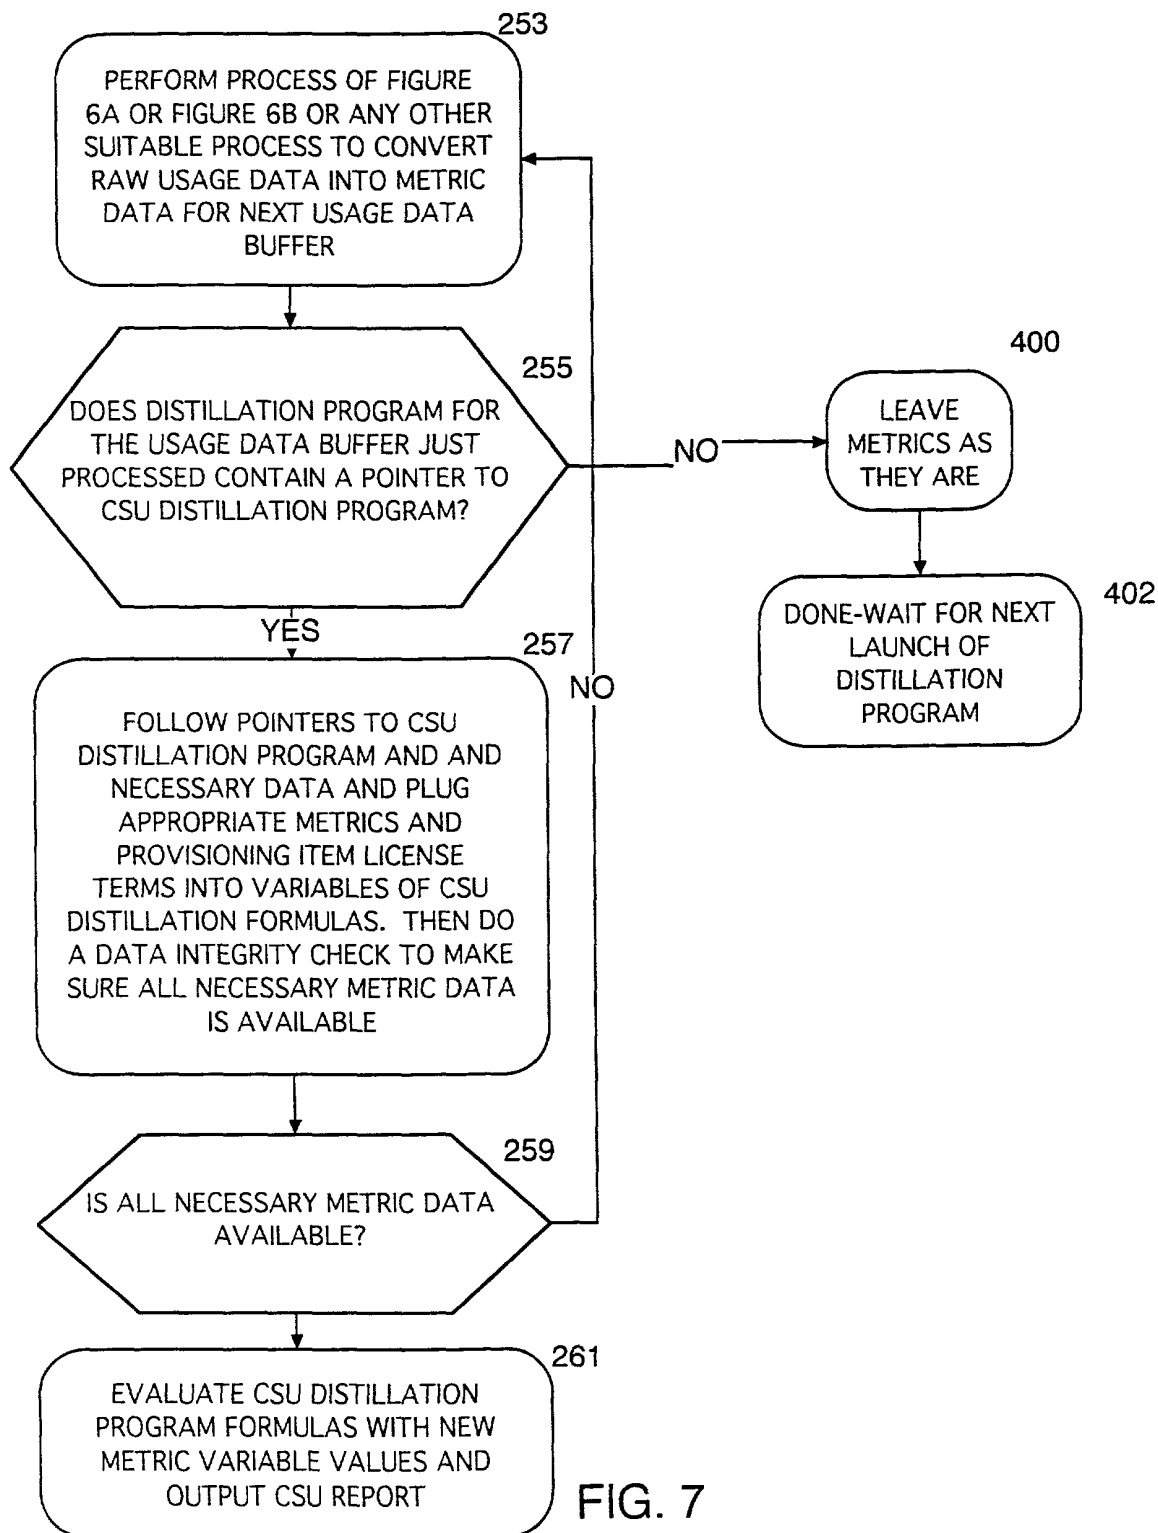 253
PERFORM PROCESS OF FIGURE
6A OR FIGURE 6B OR ANY OTHER
SUITABLE PROCESS TO CONVERT
RAW USAGE DATA INTO METRIC
DATA FOR NEXT USAGE DATA
BUFFER
255
DOES DISTILLATION PROGRAM FOR
THE USAGE DATA BUFFER JUST
PROCESSED CONTAIN A POINTER TO
CSU DISTILLATION PROGRAM?
NO
400
LEAVE
METRICS AS
THEY ARE
402
DONE-WAIT FOR NEXT
LAUNCH OF
DISTILLATION
PROGRAM
YES
257
NO
FOLLOW POINTERS TO CSU
DISTILLATION PROGRAM AND AND
NECESSARY DATA AND PLUG
APPROPRIATE METRICS AND
PROVISIONING ITEM LICENSE
TERMS INTO VARIABLES OF CSU
DISTILLATION FORMULAS. THEN DO
A DATA INTEGRITY CHECK TO MAKE
SURE ALL NECESSARY METRIC DATA
IS AVAILABLE
259
IS ALL NECESSARY METRIC DATA
AVAILABLE?
261
EVALUATE CSU DISTILLATION
PROGRAM FORMULAS WITH NEW
METRIC VARIABLE VALUES AND
OUTPUT CSU REPORT
FIG. 7